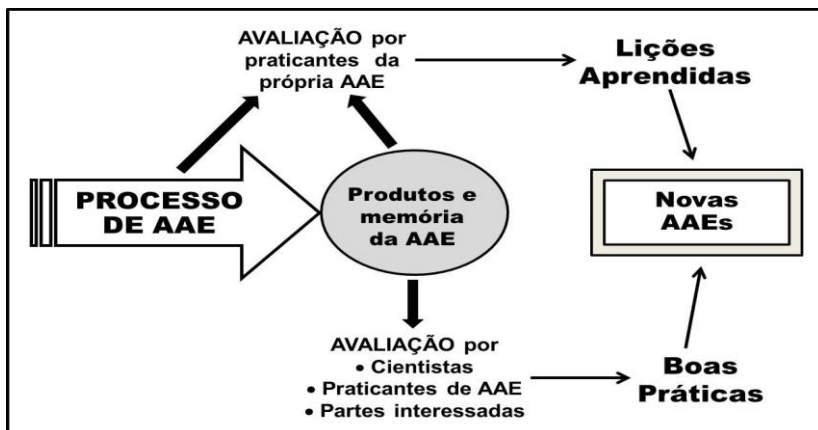 AVALIAÇÃO por
praticantes da
própria AAE
Lições
Aprendidas
PROCESSO
DE AAE
Produtos e
memória
da AAE
Novas
AAEs
AVALIAÇÃO por
• Cientistas
• Praticantes de AAE
• Partes interessadas
Boas
Práticas